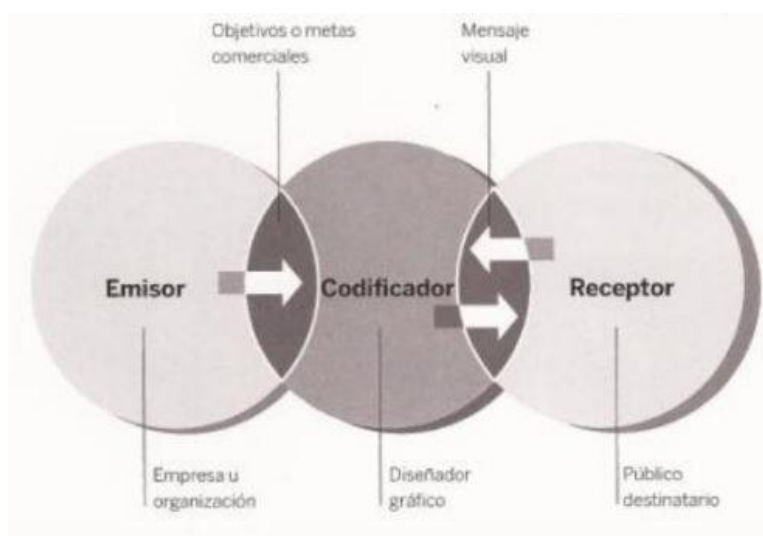 Objetivos o metas
comerciales
Mensaje
visual
Emisor
Codificador
Receptor
Empresa u
organización
Diseñador
gráfico
Público
destinatario